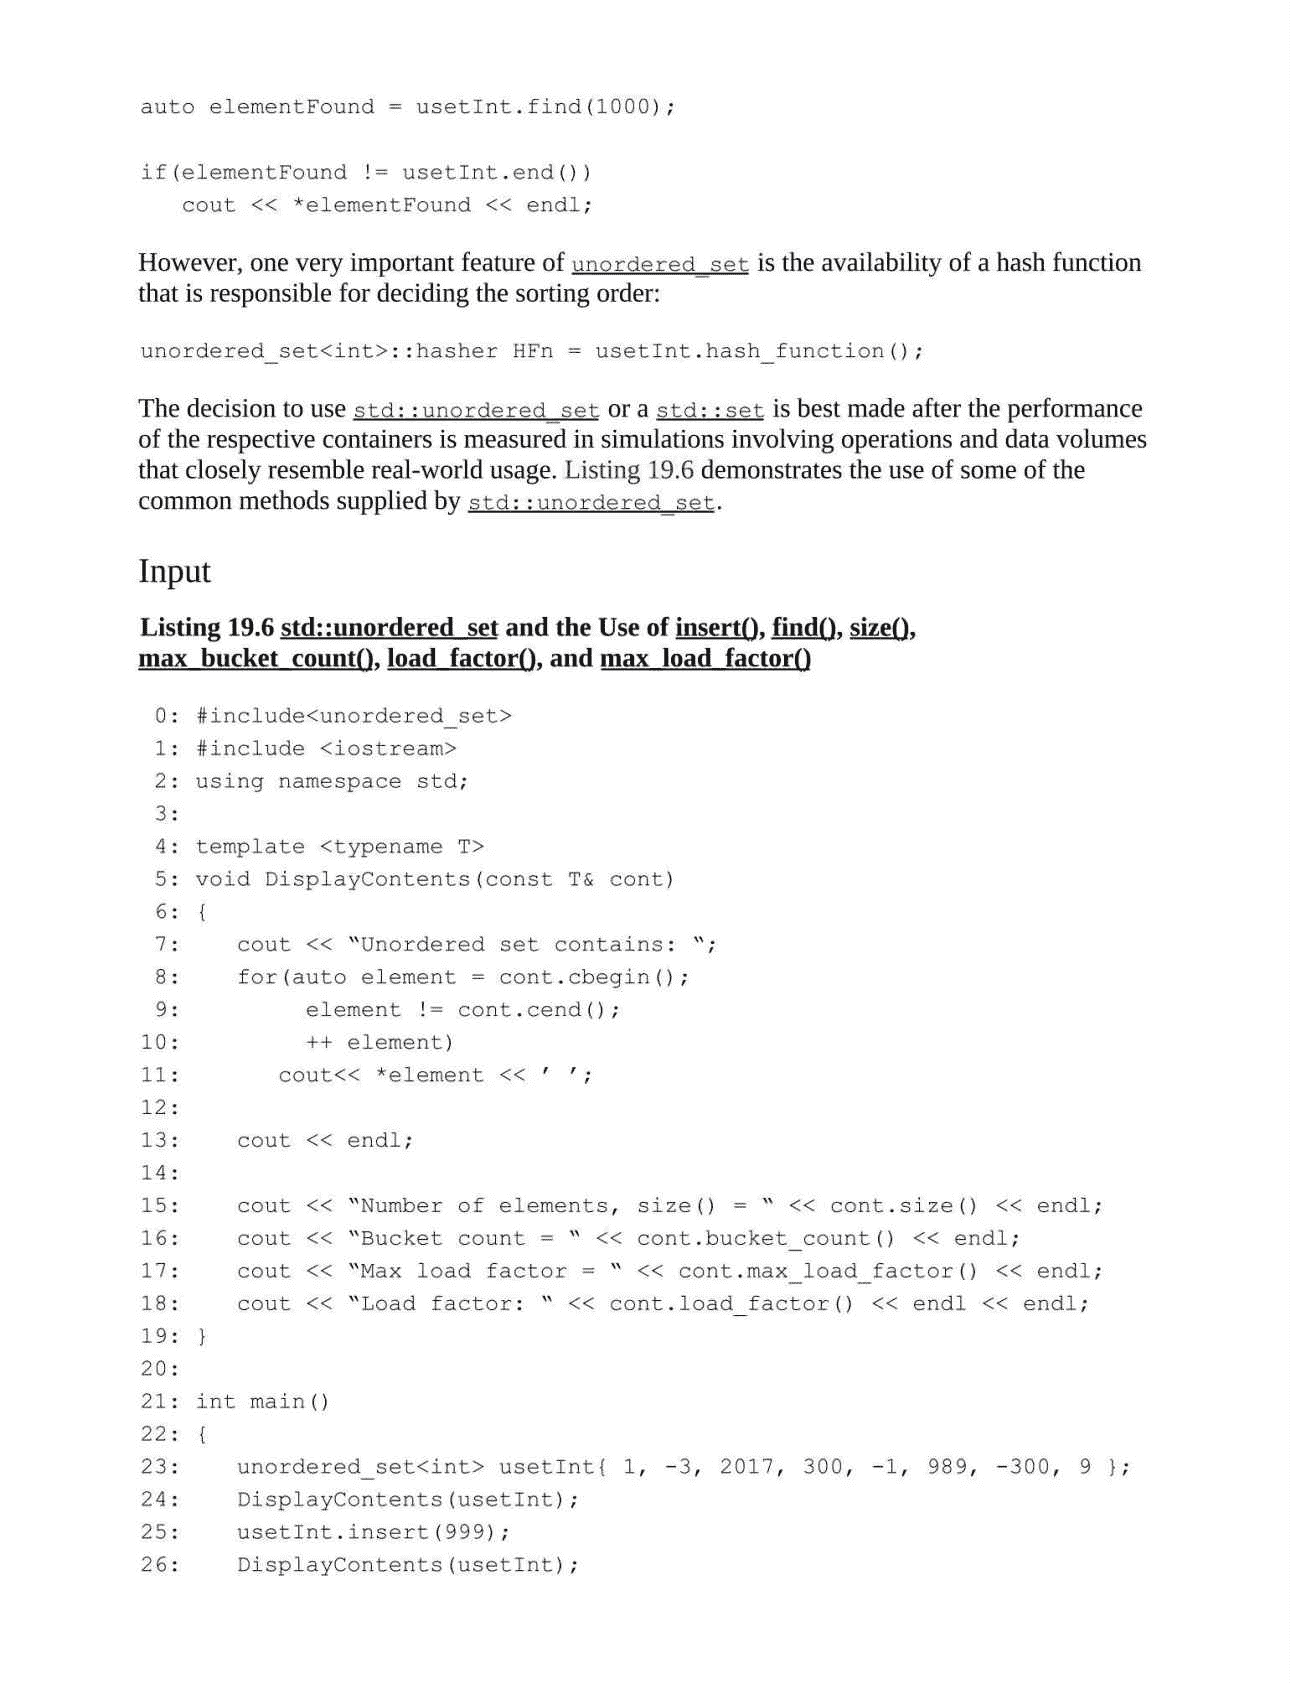 auto elementFound = usetInt.find(1000);
if(elementFound != usetInt.end())
   cout << *elementFound << endl;
However, one very important feature of unordered_set is the availability of a hash function
that is responsible for deciding the sorting order:
unordered_set<int>::hasher HFn = usetInt.hash_function();
The decision to use std::unordered_set or a std::set is best made after the performance
of the respective containers is measured in simulations involving operations and data volumes
that closely resemble real-world usage. Listing 19.6 demonstrates the use of some of the
common methods supplied by std::unordered_set.
Input
Listing 19.6 std::unordered_set and the Use of insert(), find(), size(),
max_bucket_count(), load_factor(), and max_load_factor()
 0: #include<unordered_set>
 1: #include <iostream>
 2: using namespace std;
 3:
 4: template <typename T>
 5: void DisplayContents(const T& cont)
 6: {
 7:    cout << “Unordered set contains: “;
 8:    for(auto element = cont.cbegin();
 9:         element != cont.cend();
10:         ++ element)
11:       cout<< *element << ’ ’;
12:
13:    cout << endl;
14:
15:    cout << “Number of elements, size() = “ << cont.size() << endl;
16:    cout << “Bucket count = “ << cont.bucket_count() << endl;
17:    cout << “Max load factor = “ << cont.max_load_factor() << endl;
18:    cout << “Load factor: “ << cont.load_factor() << endl << endl;
19: }
20:
21: int main()
22: {
23:    unordered_set<int> usetInt{ 1, -3, 2017, 300, -1, 989, -300, 9 };
24:    DisplayContents(usetInt);
25:    usetInt.insert(999);
26:    DisplayContents(usetInt);